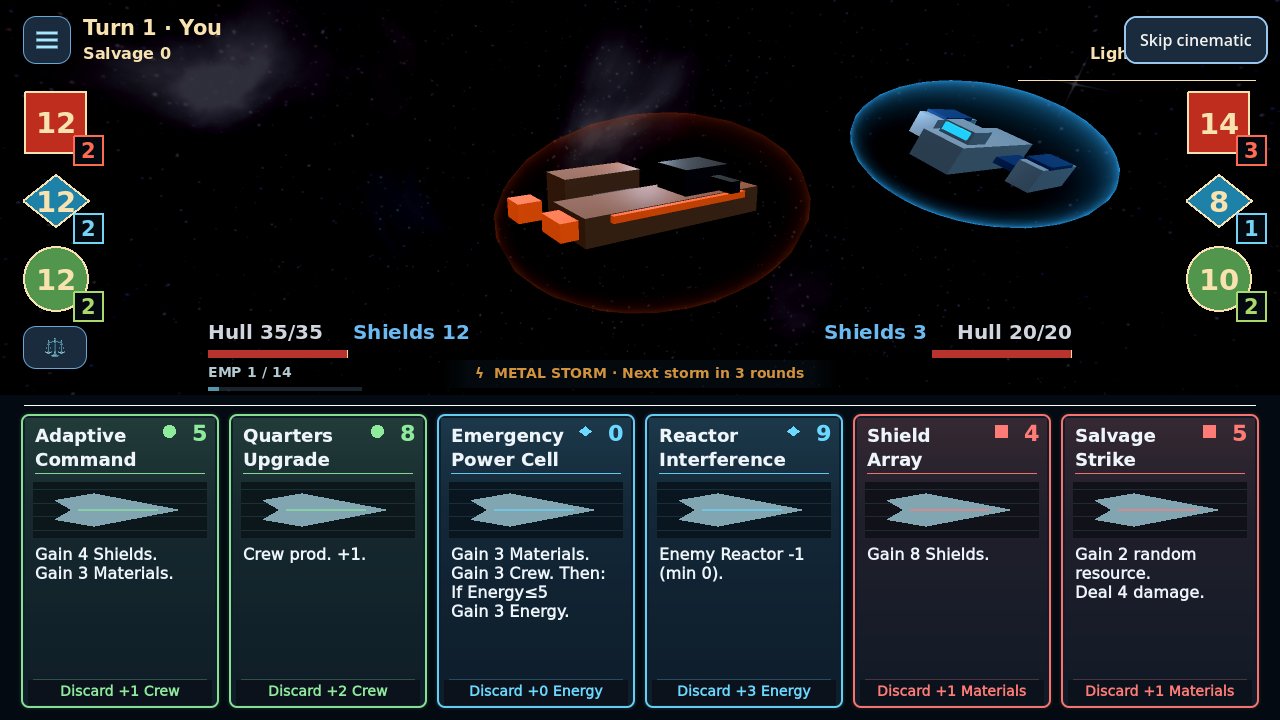 Turn 1 · You
Salvage 0
Skip cinematic
12
2
12
2
12
2
14
3
8
1
10
2
Hull 35/35
Shields 12
Shields 3
Hull 20/20
EMP 1 / 14
METAL STORM · Next storm in 3 rounds
Adaptive
Command
5
Gain 4 Shields.
Gain 3 Materials.
Discard +1 Crew
Quarters
Upgrade
8
Crew prod. +1.
Discard +2 Crew
Emergency
Power Cell
0
Gain 3 Materials.
Gain 3 Crew. Then:
If Energy≤5
Gain 3 Energy.
Discard +0 Energy
Reactor
Interference
9
Enemy Reactor -1
(min 0).
Discard +3 Energy
Shield
Array
4
Gain 8 Shields.
Discard +1 Materials
Salvage
Strike
5
Gain 2 random
resource.
Deal 4 damage.
Discard +1 Materials